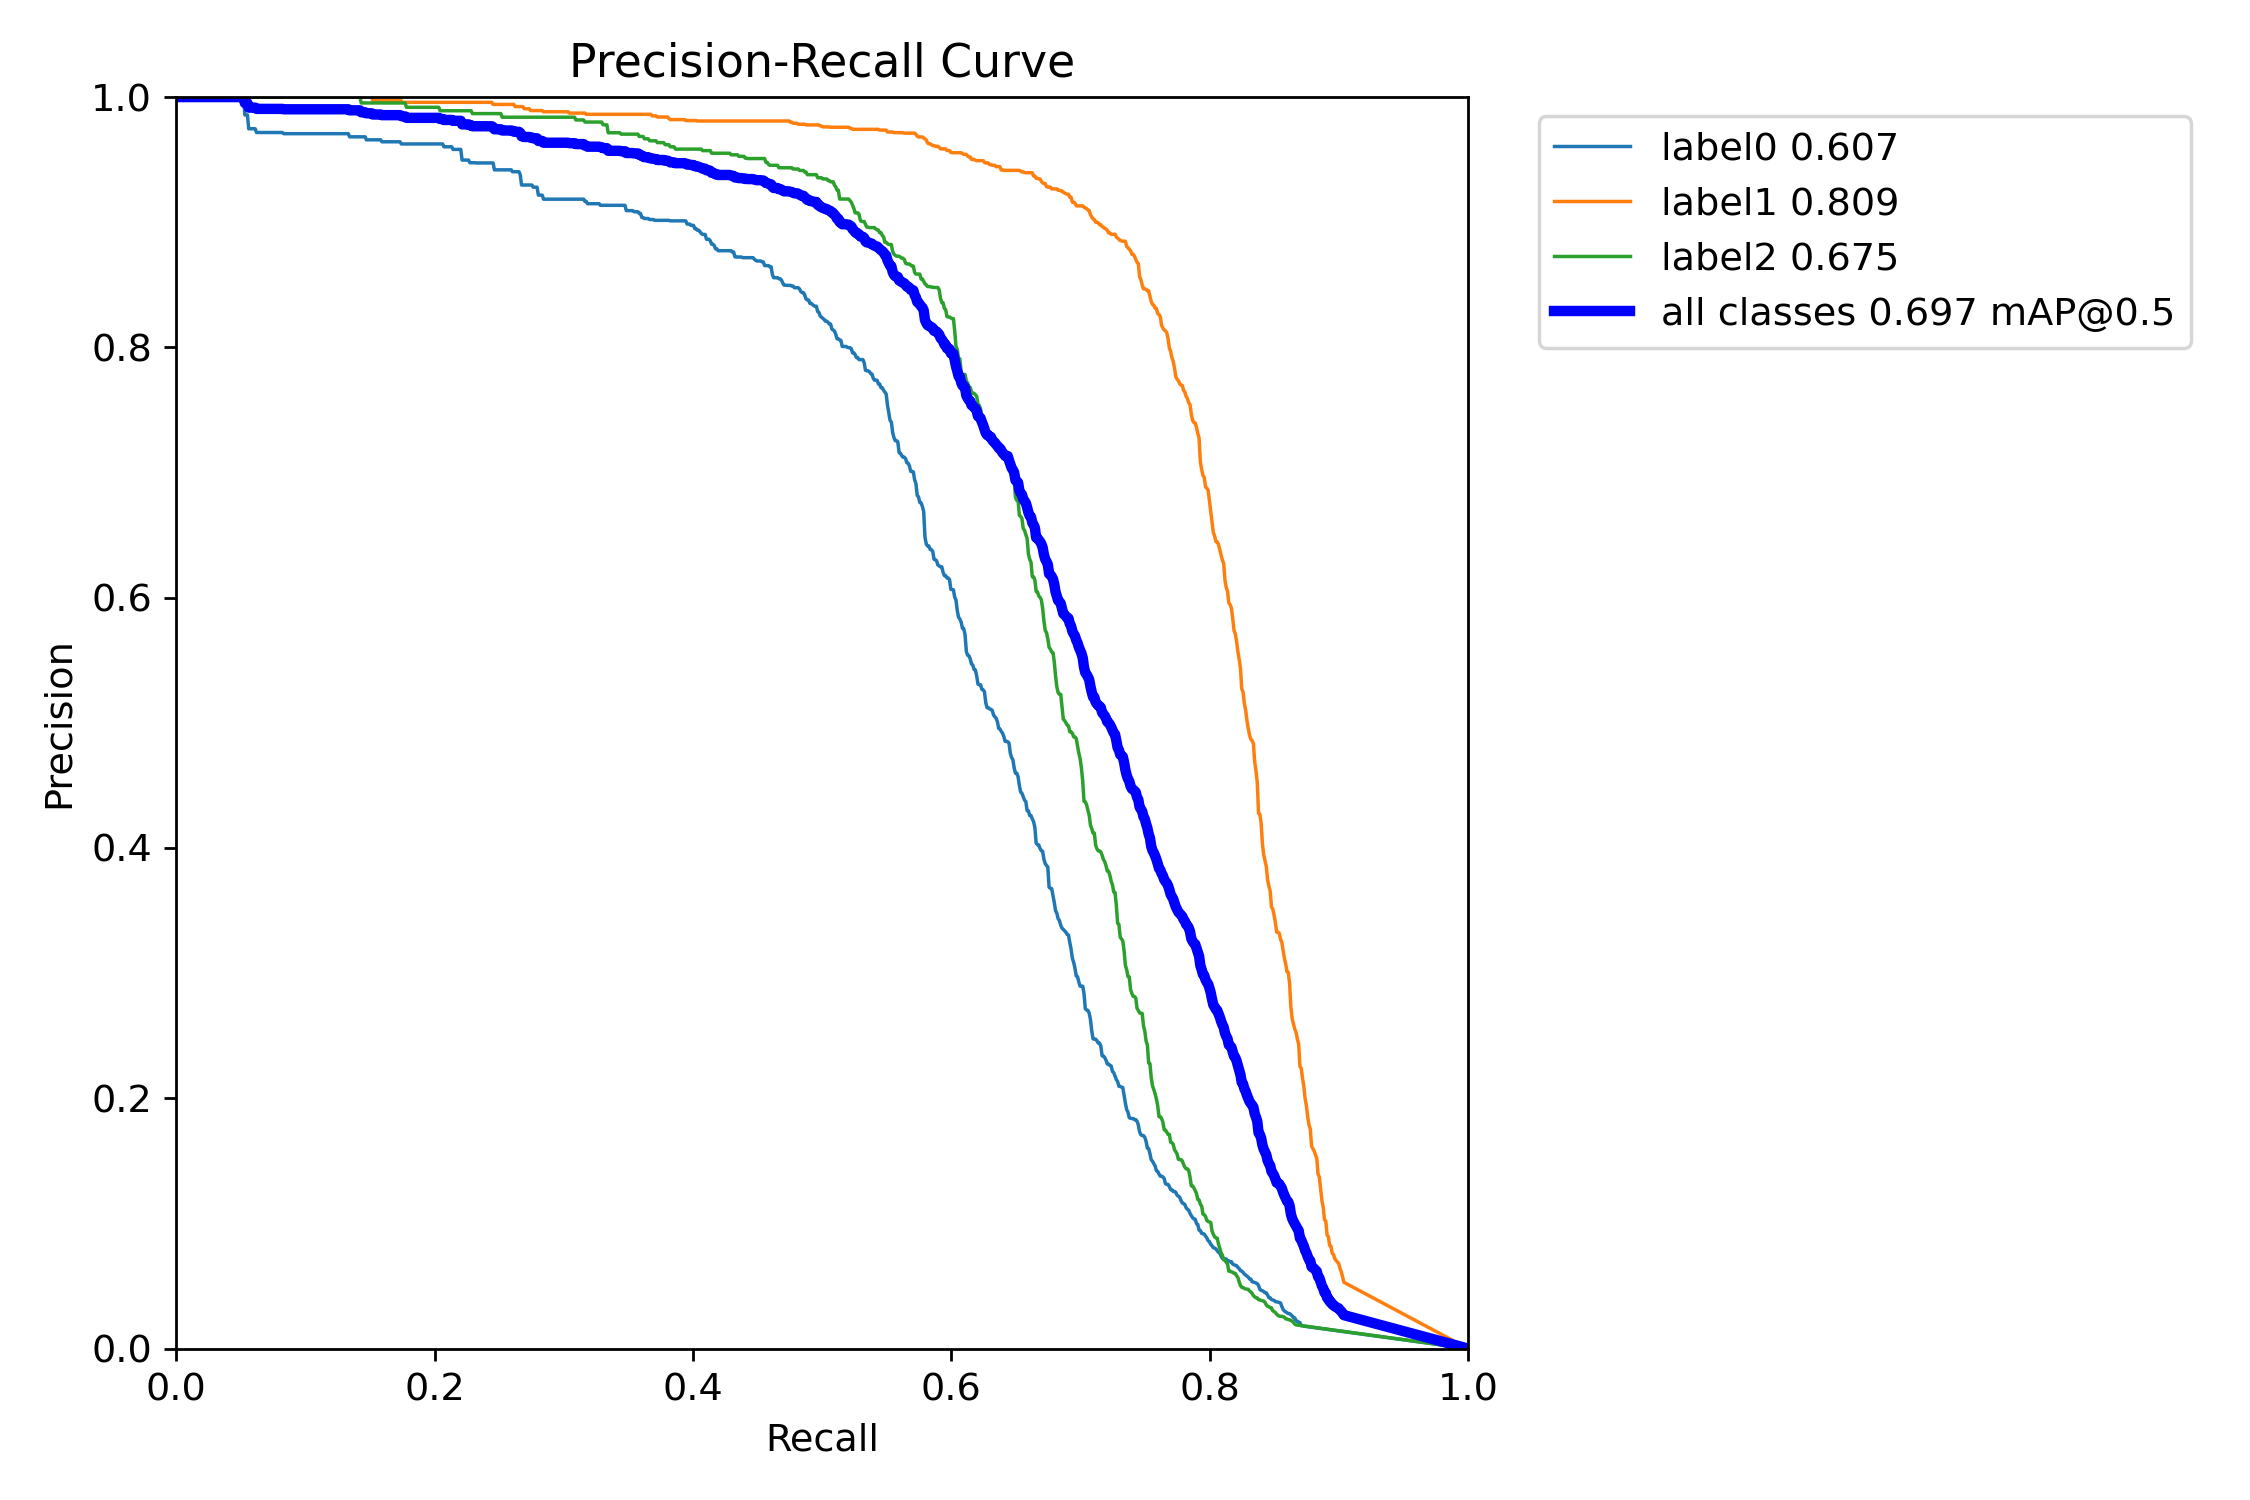 Precision-Recall Curve
1.0
0.8
0.6
0.4
0.2
0.0
Precision
0.0 0.2 0.4 0.6 0.8 1.0
Recall
label0 0.607
label1 0.809
label2 0.675
all classes 0.697 mAP@0.5